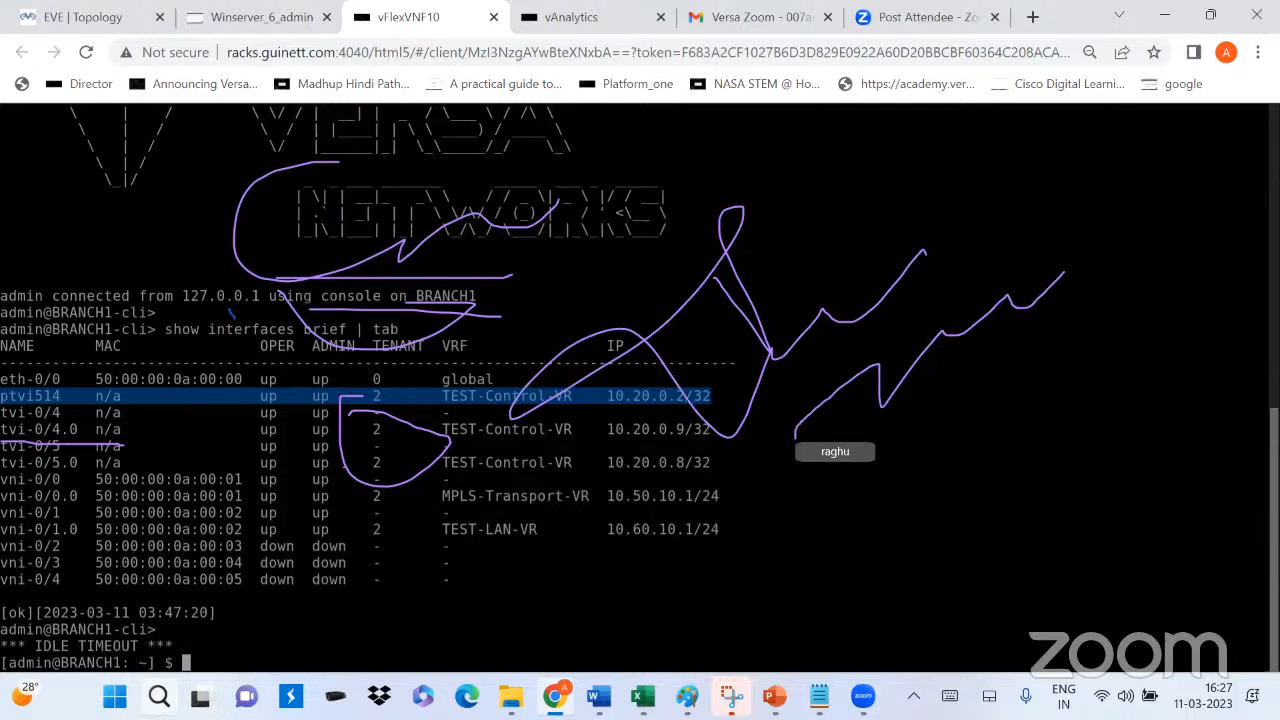 EVE | Topology
Winserver_6_admin
vFlexVNF10
vAnalytics
Versa Zoom - 007a
Post Attendee - Zo
Not secure
racks.guinett.com:4040/html5/#/client/MzI3NzgAYwBteXNxbA==?token=F683A2CF1027B6D3D829E0922A60D20BBCBF60364C208ACA...
A
Director
Announcing Versa...
Madhup Hindi Path...
A practical guide to...
Platform_one
NASA STEM @ Ho...
https://academy.ver...
Cisco Digital Learni...
google
VERSA
NETWORKS
admin connected from 127.0.0.1 using console on BRANCH1
admin@BRANCH1-cli>
admin@BRANCH1-cli> show interfaces brief | tab
NAME MAC OPER ADMIN TENANT VRF IP
---------------------------------------------------------------------------------
eth-0/0 50:00:00:0a:00:00 up up 0 global
ptvi514 n/a up up 2 TEST-Control-VR 10.20.0.2/32
tvi-0/4 n/a up up - -
tvi-0/4.0 n/a up up 2 TEST-Control-VR 10.20.0.9/32
tvi-0/5 n/a up up - -
tvi-0/5.0 n/a up up 2 TEST-Control-VR 10.20.0.8/32
vni-0/0 50:00:00:0a:00:01 up up - -
vni-0/0.0 50:00:00:0a:00:01 up up 2 MPLS-Transport-VR 10.50.10.1/24
vni-0/1 50:00:00:0a:00:02 up up - -
vni-0/1.0 50:00:00:0a:00:02 up up 2 TEST-LAN-VR 10.60.10.1/24
vni-0/2 50:00:00:0a:00:03 down down - -
vni-0/3 50:00:00:0a:00:04 down down - -
vni-0/4 50:00:00:0a:00:05 down down - -
[ok][2023-03-11 03:47:20]
admin@BRANCH1-cli>
*** IDLE TIMEOUT ***
[admin@BRANCH1: ~] $
raghu
zoom
28°
ENG
IN
16:27
11-03-2023